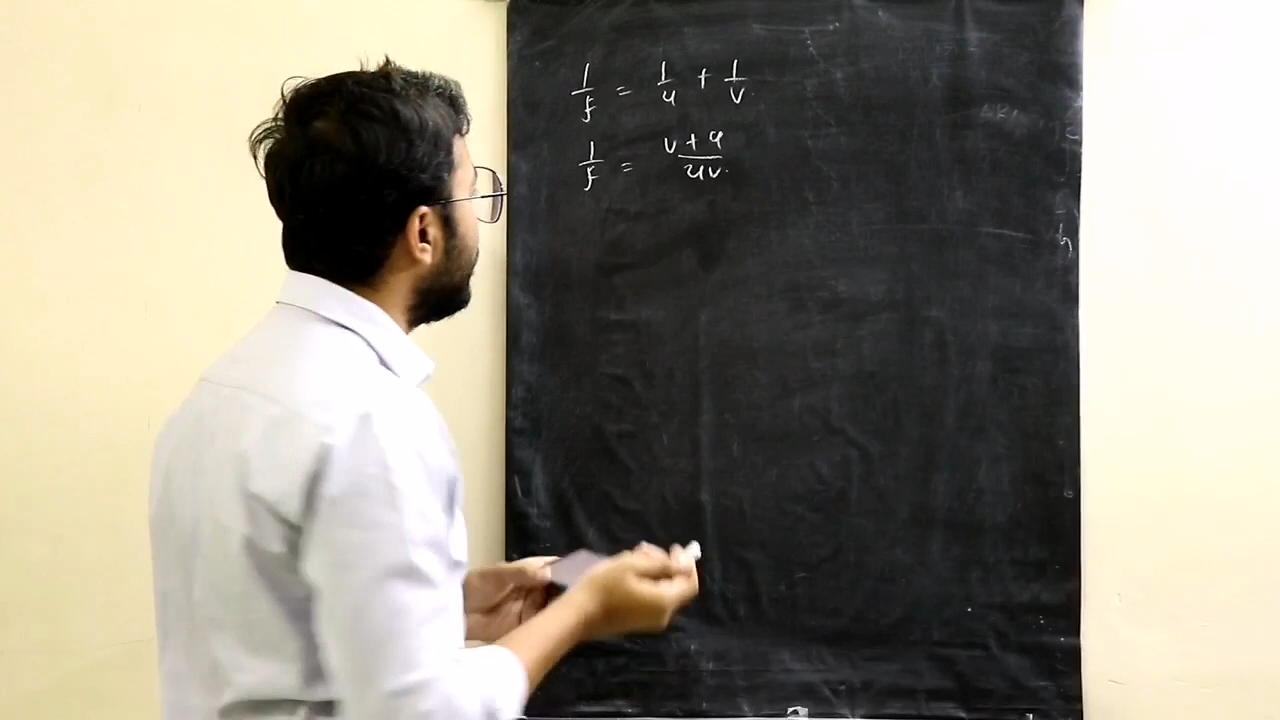 1/f = 1/u + 1/v
1/f = v + u / uv